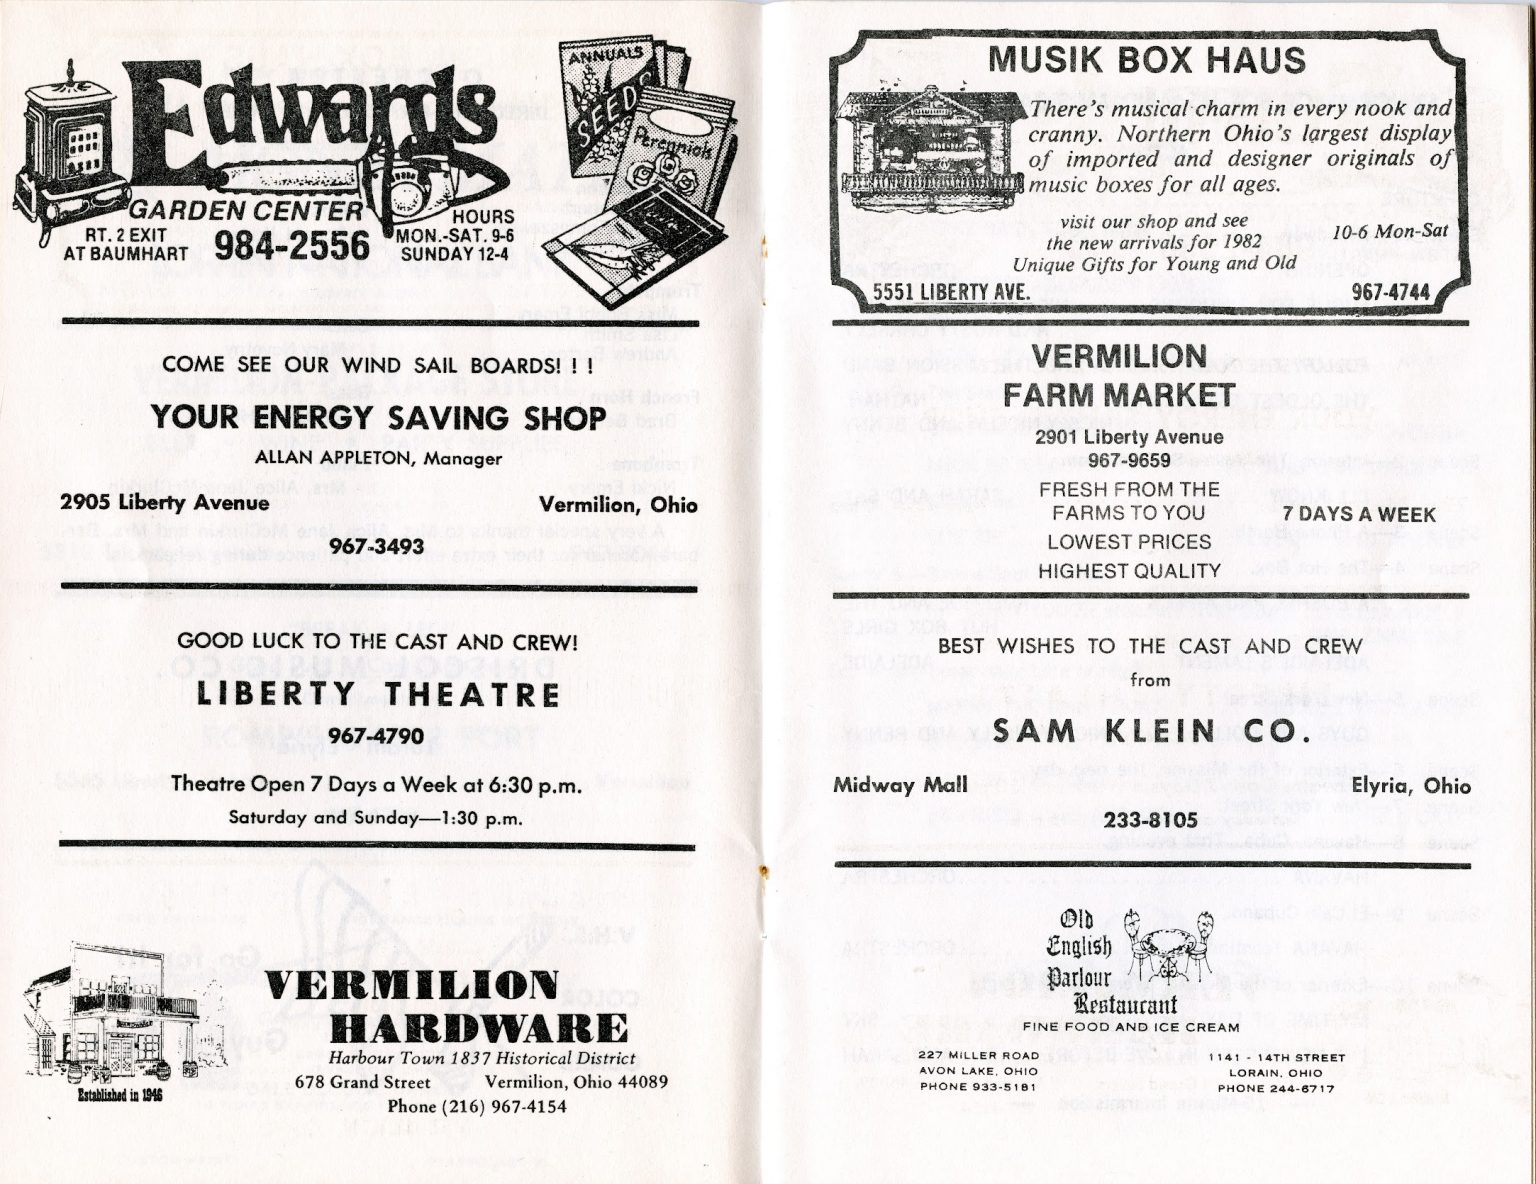 Edwards
GARDEN CENTER
RT. 2 EXIT
AT BAUMHART
984-2556
HOURS
MON.-SAT. 9-6
SUNDAY 12-4
ANNUALS
SEEDS
Perennials
COME SEE OUR WIND SAIL BOARDS! ! !
YOUR ENERGY SAVING SHOP
ALLAN APPLETON, Manager
2905 Liberty Avenue Vermilion, Ohio
967-3493
GOOD LUCK TO THE CAST AND CREW!
LIBERTY THEATRE
967-4790
Theatre Open 7 Days a Week at 6:30 p.m.
Saturday and Sunday—1:30 p.m.
Established in 1946
VERMILION
HARDWARE
Harbour Town 1837 Historical District
678 Grand Street Vermilion, Ohio 44089
Phone (216) 967-4154
MUSIK BOX HAUS
There's musical charm in every nook and
cranny. Northern Ohio's largest display
of imported and designer originals of
music boxes for all ages.
visit our shop and see
the new arrivals for 1982
Unique Gifts for Young and Old
10-6 Mon-Sat
5551 LIBERTY AVE. 967-4744
VERMILION
FARM MARKET
2901 Liberty Avenue
967-9659
FRESH FROM THE
FARMS TO YOU
7 DAYS A WEEK
LOWEST PRICES
HIGHEST QUALITY
BEST WISHES TO THE CAST AND CREW
from
SAM KLEIN CO.
Midway Mall Elyria, Ohio
233-8105
Old
English
Parlour
Restaurant
FINE FOOD AND ICE CREAM
227 MILLER ROAD
AVON LAKE, OHIO
PHONE 933-5181
1141 - 14TH STREET
LORAIN, OHIO
PHONE 244-6717